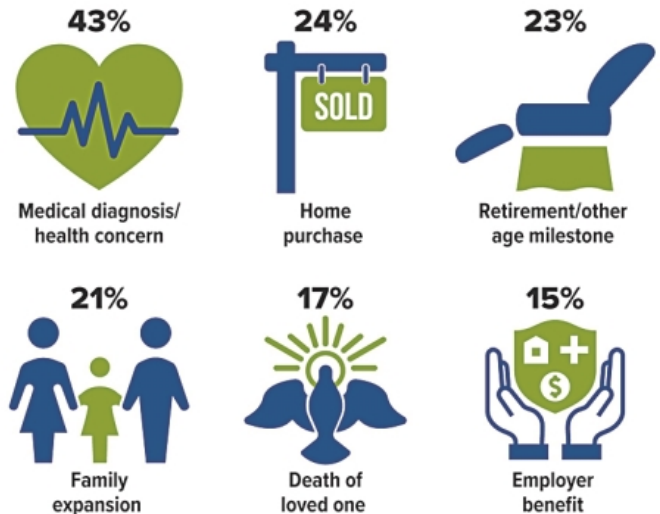 43%
24%
23%
SOLD
Medical diagnosis/
health concern
Home
purchase
Retirement/other
age milestone
21%
17%
15%
$
Family
expansion
Death of
loved one
Employer
benefit